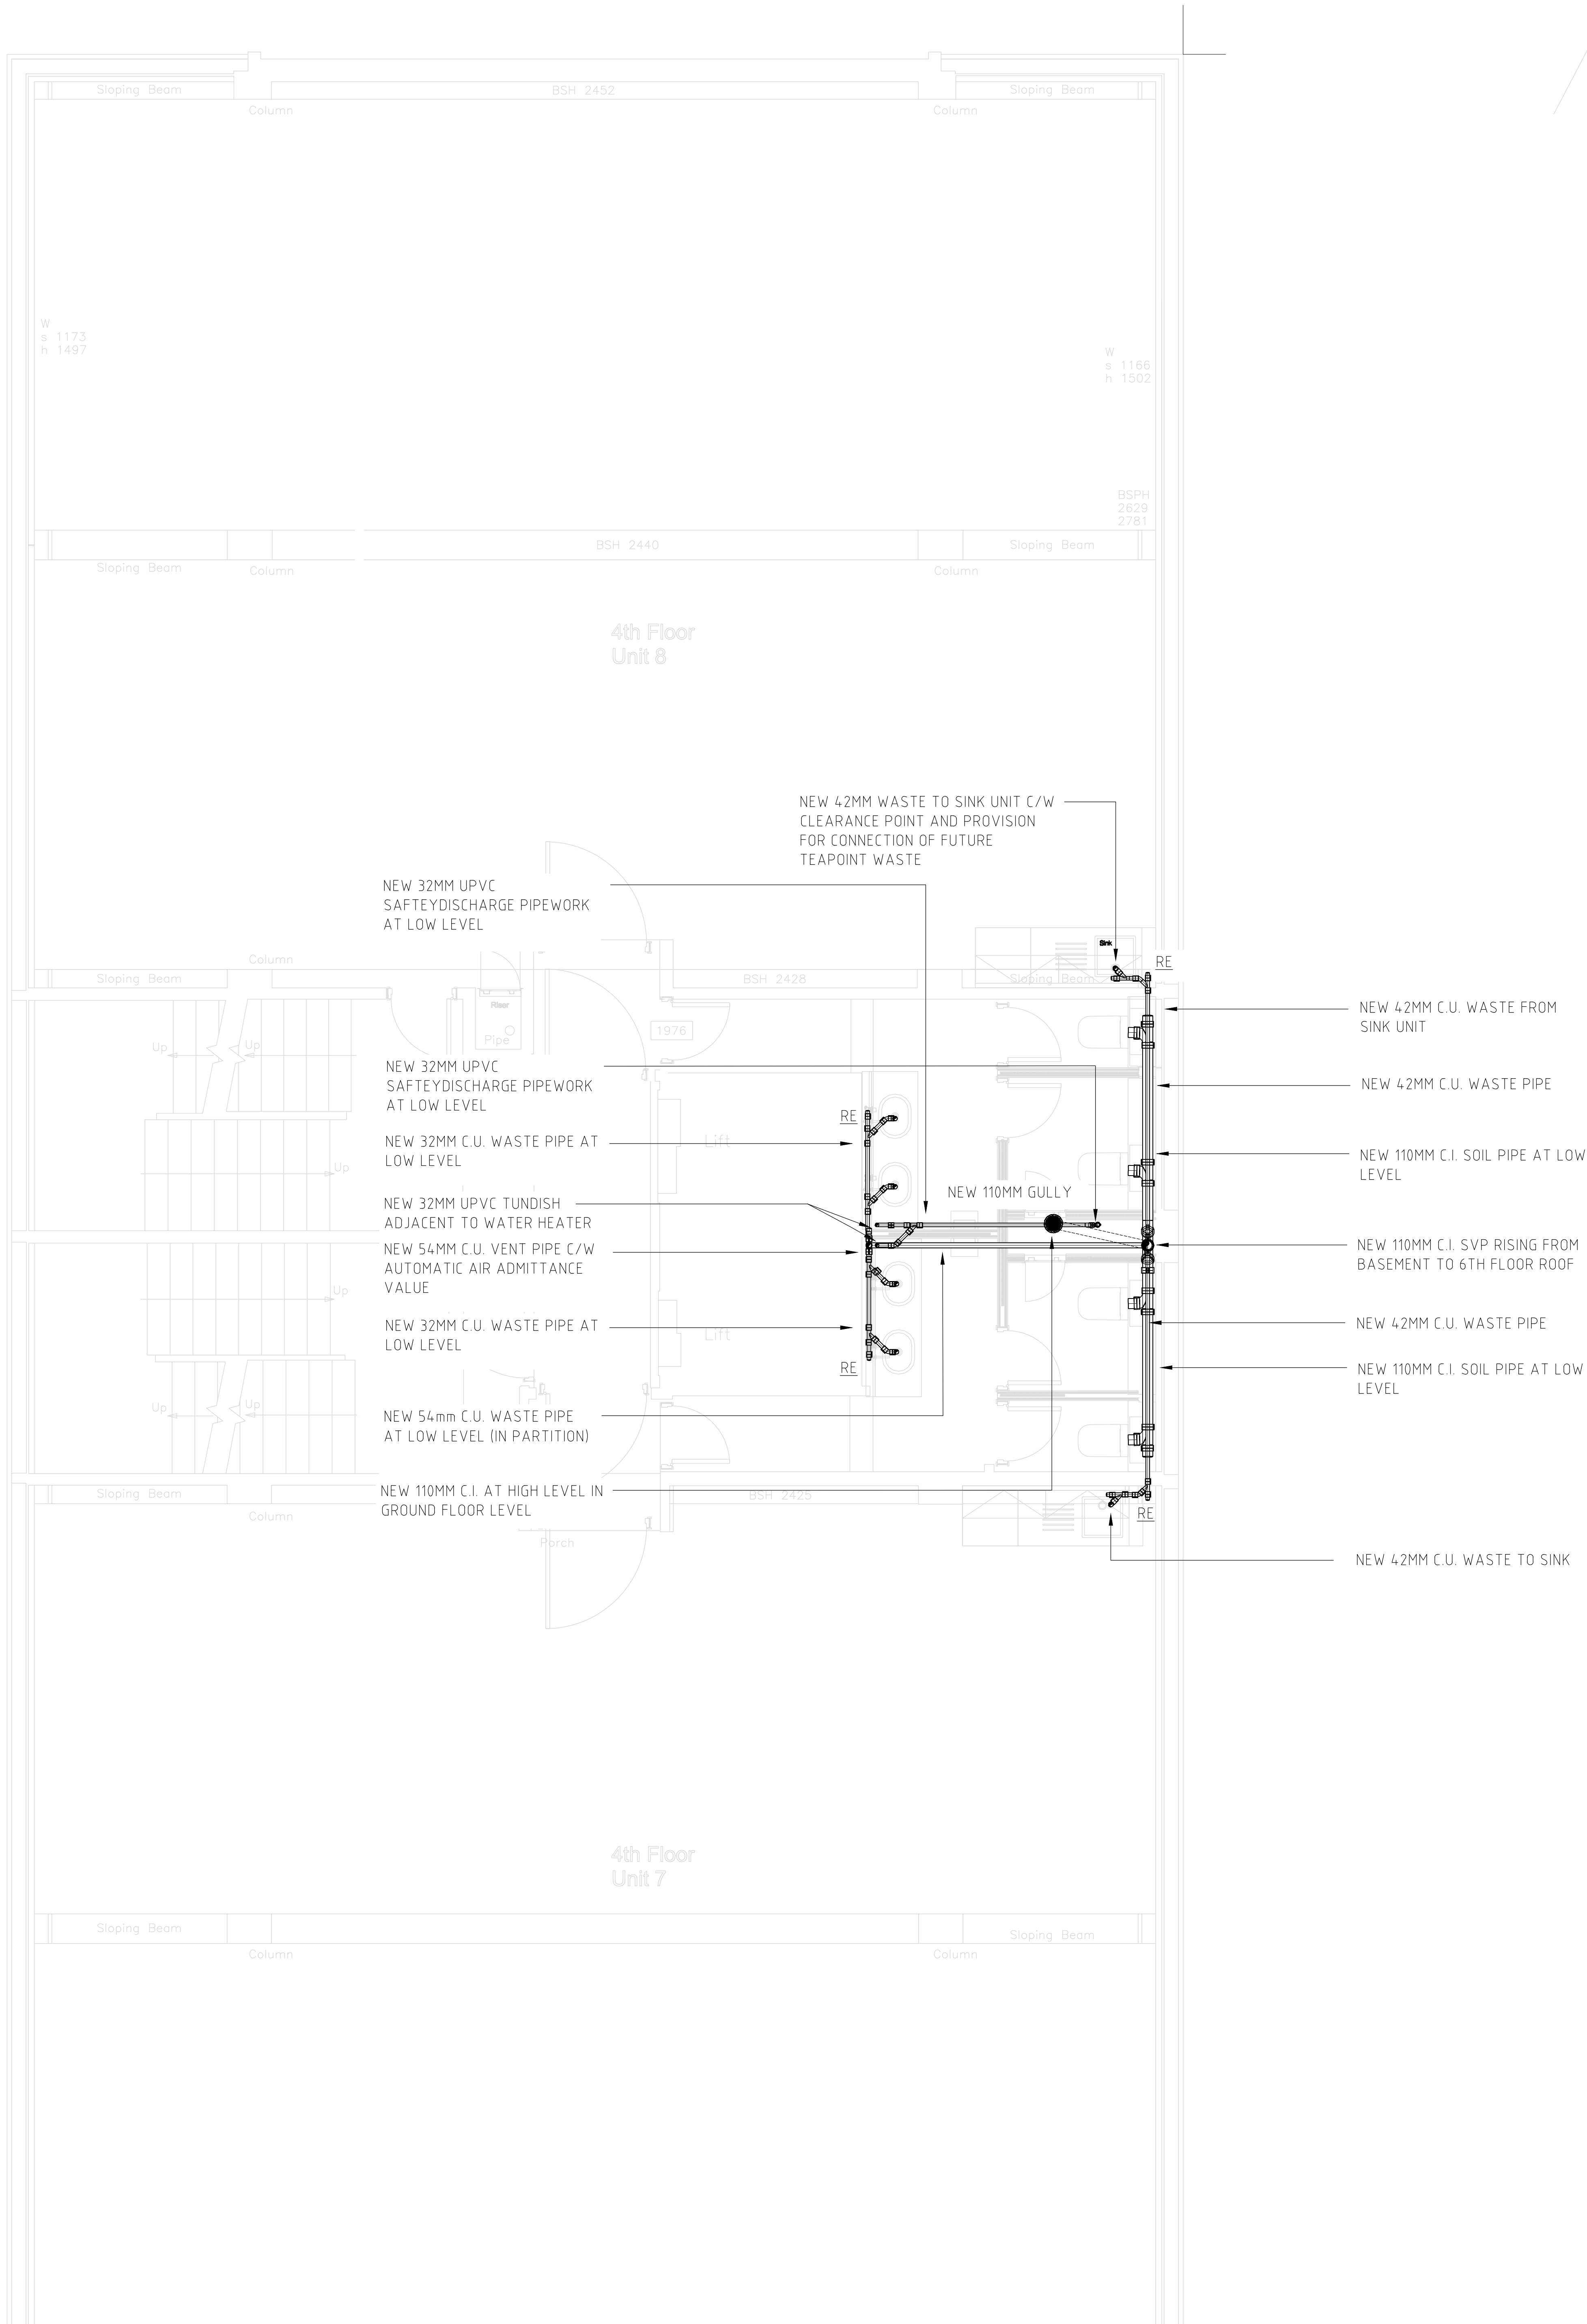 Sloping Beam
BSH 2452
Sloping Beam
Column
Column
W
s 1173
h 1497
W
s 1166
h 1502
BSPH
2629
2781
BSH 2440
Sloping Beam
Sloping Beam
Column
Column
4th Floor
Unit 8
NEW 42MM WASTE TO SINK UNIT C/W
CLEARANCE POINT AND PROVISION
FOR CONNECTION OF FUTURE
TEAPOINT WASTE
NEW 32MM UPVC
SAFTEYDISCHARGE PIPEWORK
AT LOW LEVEL
Sink
Column
RE
Sloping Beam
BSH 2428
Sloping Beam
Riser
Pipe
1976
NEW 42MM C.U. WASTE FROM
SINK UNIT
Up
Up
NEW 32MM UPVC
SAFTEYDISCHARGE PIPEWORK
AT LOW LEVEL
NEW 42MM C.U. WASTE PIPE
RE
NEW 32MM C.U. WASTE PIPE AT
LOW LEVEL
Lift
NEW 110MM C.I. SOIL PIPE AT LOW
LEVEL
Up
NEW 110MM GULLY
NEW 32MM UPVC TUNDISH
ADJACENT TO WATER HEATER
NEW 54MM C.U. VENT PIPE C/W
AUTOMATIC AIR ADMITTANCE
VALUE
NEW 110MM C.I. SVP RISING FROM
BASEMENT TO 6TH FLOOR ROOF
Up
NEW 32MM C.U. WASTE PIPE AT
LOW LEVEL
Lift
NEW 42MM C.U. WASTE PIPE
RE
NEW 110MM C.I. SOIL PIPE AT LOW
LEVEL
Up
Up
NEW 54mm C.U. WASTE PIPE
AT LOW LEVEL (IN PARTITION)
NEW 110MM C.I. AT HIGH LEVEL IN
GROUND FLOOR LEVEL
Sloping Beam
BSH 2425
Column
RE
Porch
NEW 42MM C.U. WASTE TO SINK
4th Floor
Unit 7
Sloping Beam
Sloping Beam
Column
Column